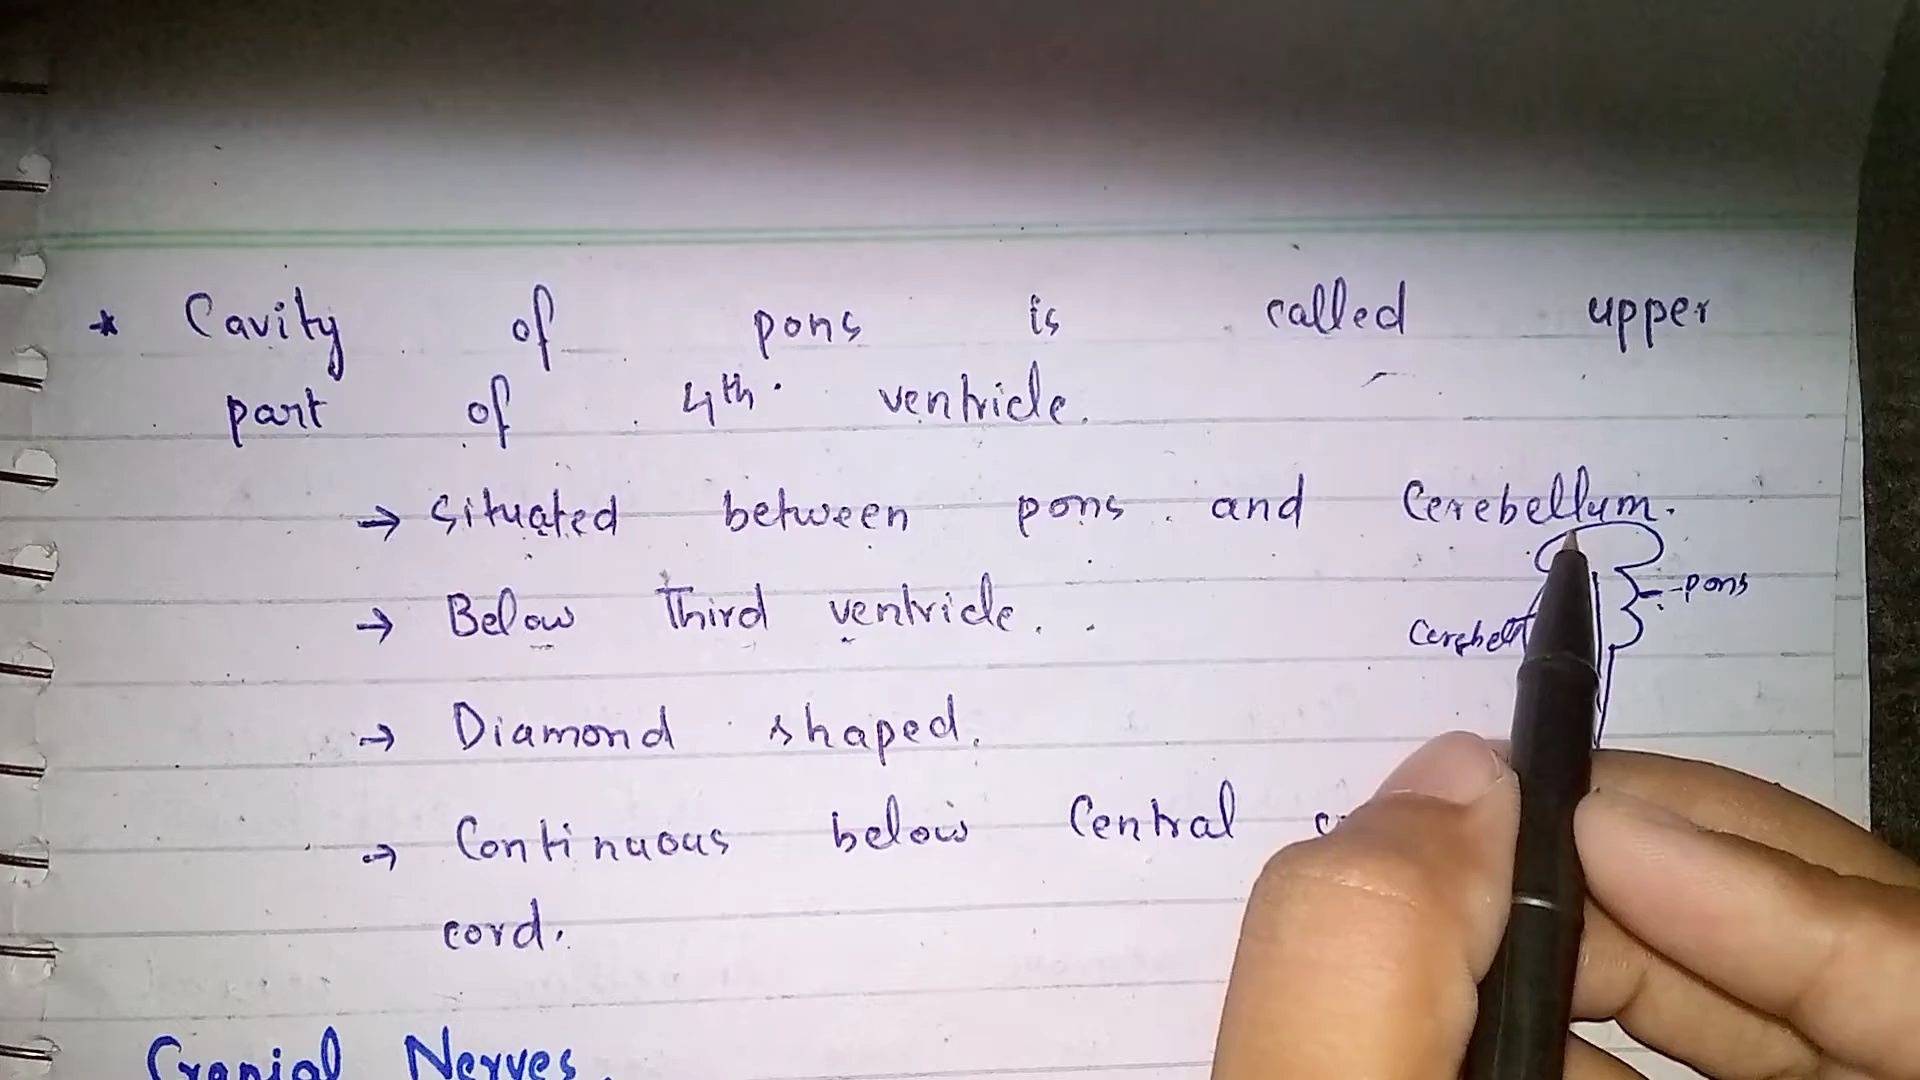 * Cavity of pons is called upper
part of 4th ventricle.
→ Situated between pons and Cerebellum.
pons
→ Below Third ventricle.
→ Diamond shaped.
→ Continuous below Central
cord.
Cranial Nerves.